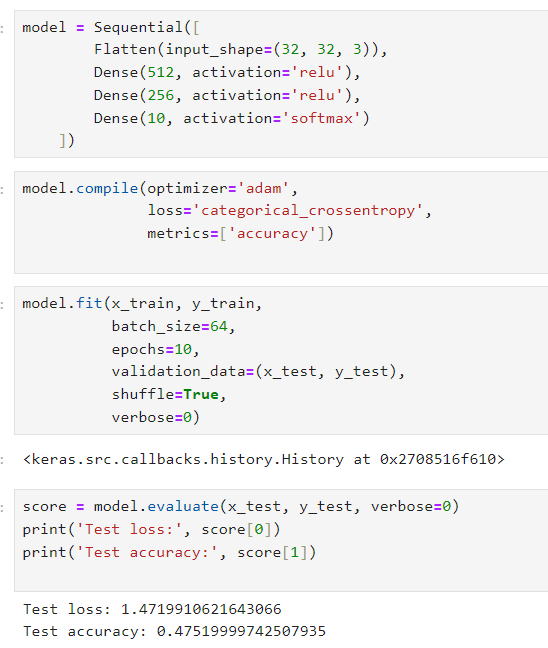 model = Sequential([
        Flatten(input_shape=(32, 32, 3)),
        Dense(512, activation='relu'),
        Dense(256, activation='relu'),
        Dense(10, activation='softmax')
    ])
model.compile(optimizer='adam',
              loss='categorical_crossentropy',
              metrics=['accuracy'])
model.fit(x_train, y_train,
          batch_size=64,
          epochs=10,
          validation_data=(x_test, y_test),
          shuffle=True,
          verbose=0)
<keras.src.callbacks.history.History at 0x2708516f610>
score = model.evaluate(x_test, y_test, verbose=0)
print('Test loss:', score[0])
print('Test accuracy:', score[1])
Test loss: 1.4719910621643066
Test accuracy: 0.47519999742507935